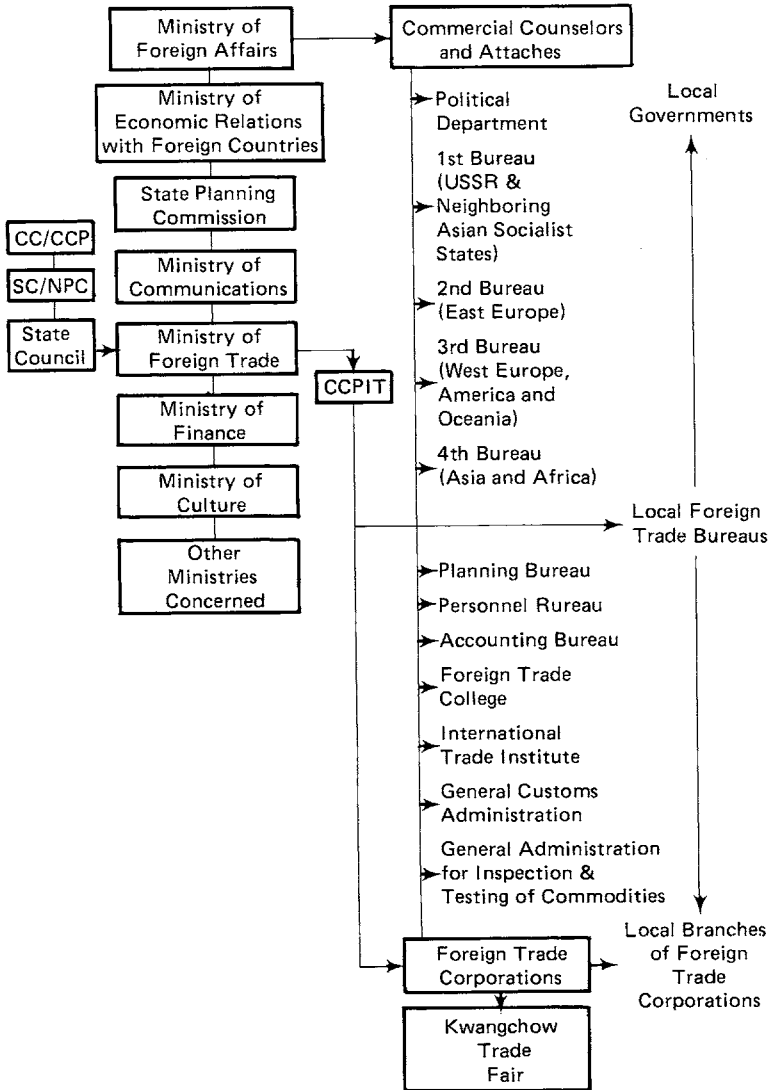 Ministry of
Foreign Affairs
Commercial Counselors
and Attaches
Ministry of
Economic Relations
with Foreign Countries
State Planning
Commission
CC/CCP
Ministry of
Communications
SC/NPC
State
Council
Ministry of
Foreign Trade
CCPIT
Ministry of
Finance
Ministry of
Culture
Other
Ministries
Concerned
Political
Department
1st Bureau
(USSR &
Neighboring
Asian Socialist
States)
2nd Bureau
(East Europe)
3rd Bureau
(West Europe,
America and
Oceania)
4th Bureau
(Asia and Africa)
Planning Bureau
Personnel Rureau
Accounting Bureau
Foreign Trade
College
International
Trade Institute
General Customs
Administration
General Administration
for Inspection &
Testing of Commodities
Foreign Trade
Corporations
Kwangchow
Trade
Fair
Local
Governments
Local Foreign
Trade Bureaus
Local Branches
of Foreign
Trade
Corporations